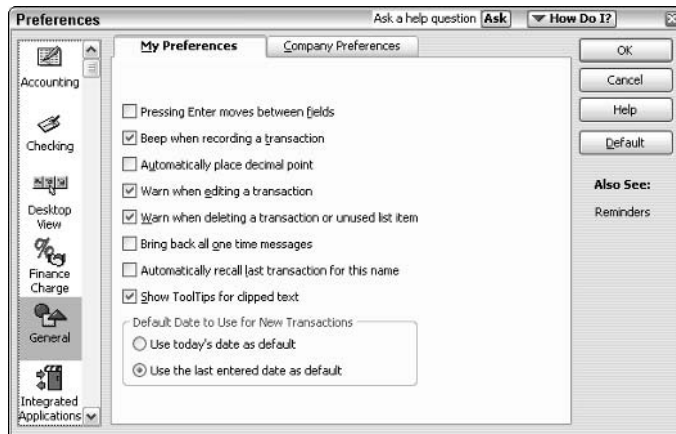 Preferences
Ask a help question Ask
How Do I?
My Preferences
Company Preferences
Accounting
Checking
Desktop
View
Finance
Charge
General
Integrated
Applications
Pressing Enter moves between fields
Beep when recording a transaction
Automatically place decimal point
Warn when editing a transaction
Warn when deleting a transaction or unused list item
Bring back all one time messages
Automatically recall last transaction for this name
Show ToolTips for clipped text
Default Date to Use for New Transactions
Use today's date as default
Use the last entered date as default
OK
Cancel
Help
Default
Also See:
Reminders